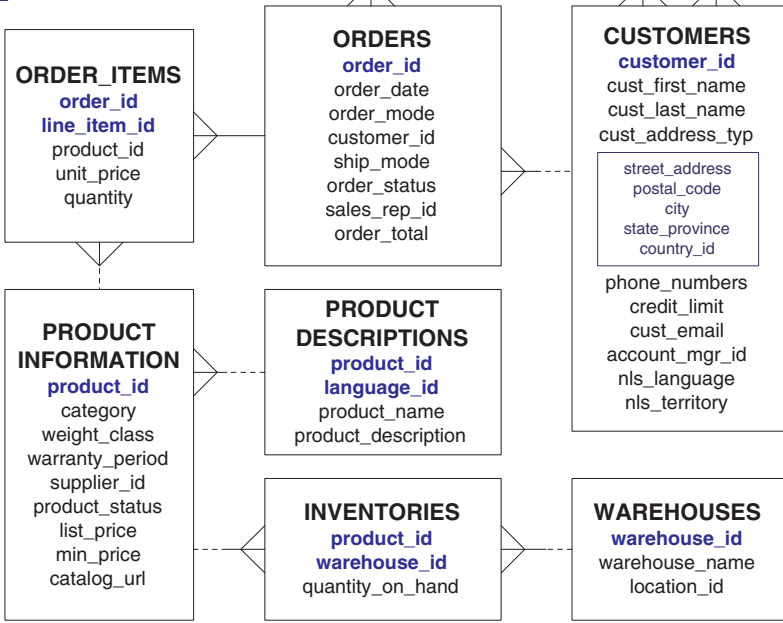 ORDER_ITEMS
order_id
line_item_id
product_id
unit_price
quantity
ORDERS
order_id
order_date
order_mode
customer_id
ship_mode
order_status
sales_rep_id
order_total
CUSTOMERS
customer_id
cust_first_name
cust_last_name
cust_address_typ
street_address
postal_code
city
state_province
country_id
phone_numbers
credit_limit
cust_email
account_mgr_id
nls_language
nls_territory
PRODUCT
INFORMATION
product_id
category
weight_class
warranty_period
supplier_id
product_status
list_price
min_price
catalog_url
PRODUCT
DESCRIPTIONS
product_id
language_id
product_name
product_description
INVENTORIES
product_id
warehouse_id
quantity_on_hand
WAREHOUSES
warehouse_id
warehouse_name
location_id